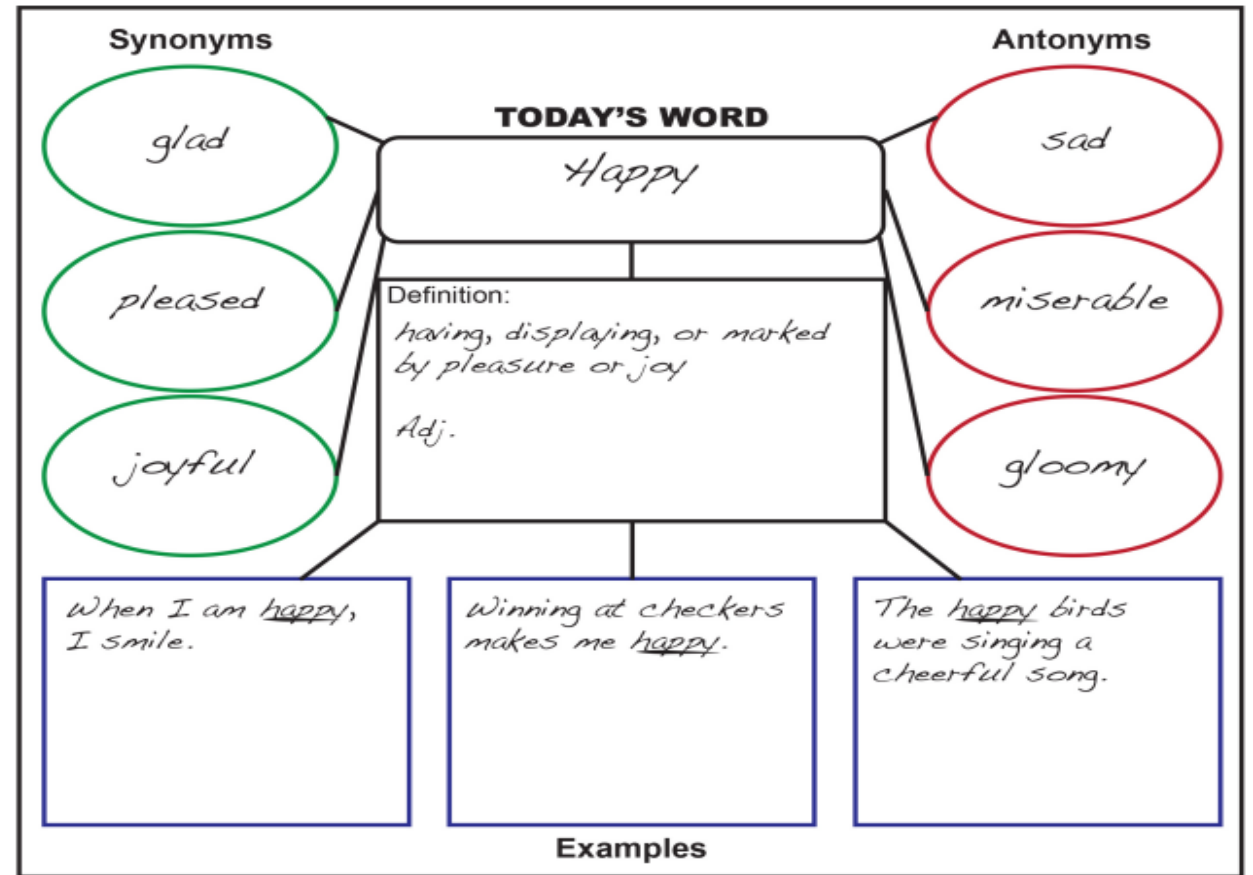 Synonyms
Antonyms
glad
TODAY'S WORD
Happy
sad
pleased
Definition:
having, displaying, or marked
by pleasure or joy
Adj.
miserable
joyful
gloomy
When I am happy,
I smile.
Winning at checkers
makes me happy.
The happy birds
were singing a
cheerful song.
Examples